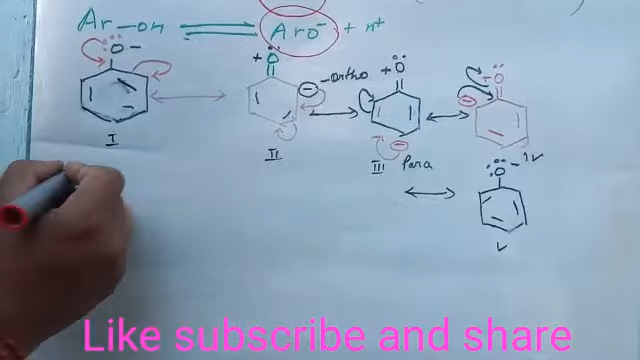 Ar-OH ⇌ ArO⁻ + H⁺
I
II
-ortho
III para
IV
V
Like subscribe and share